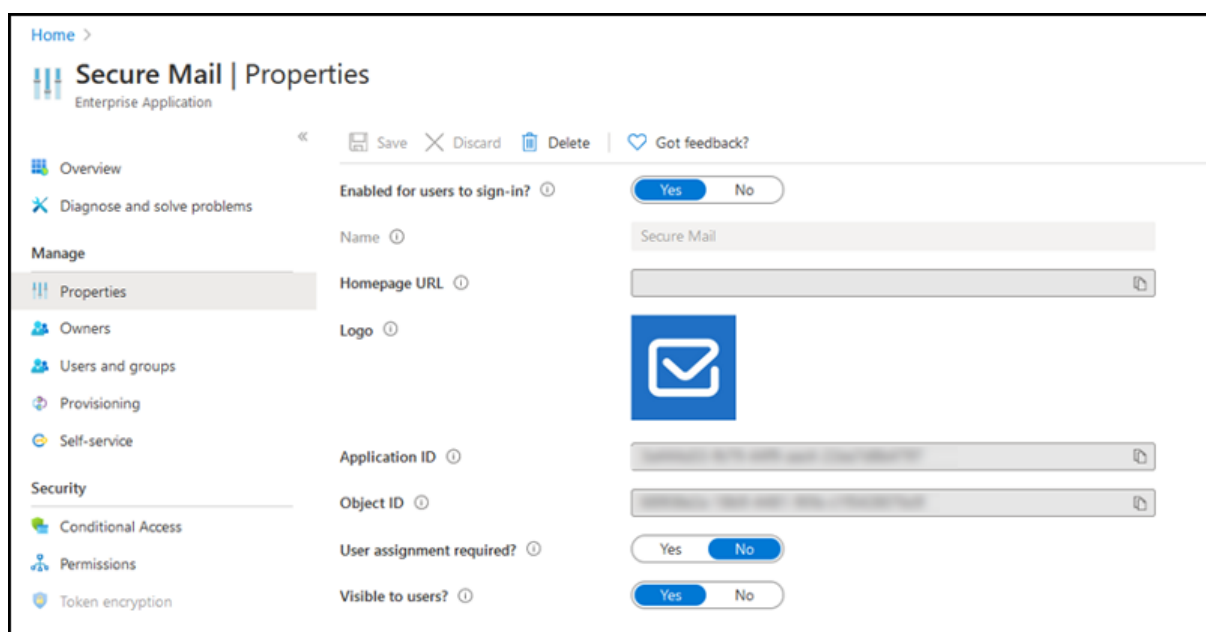 Home >
Secure Mail | Properties
Enterprise Application
«
Save Discard Delete Got feedback?
Overview
Diagnose and solve problems
Manage
Properties
Owners
Users and groups
Provisioning
Self-service
Security
Conditional Access
Permissions
Token encryption
Enabled for users to sign-in? Yes No
Name Secure Mail
Homepage URL
Logo
Application ID
Object ID
User assignment required? Yes No
Visible to users? Yes No